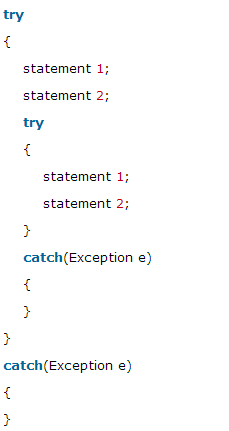 try
{
statement 1;
statement 2;
try
{
statement 1;
statement 2;
}
catch(Exception e)
{
}
}
catch(Exception e)
{
}